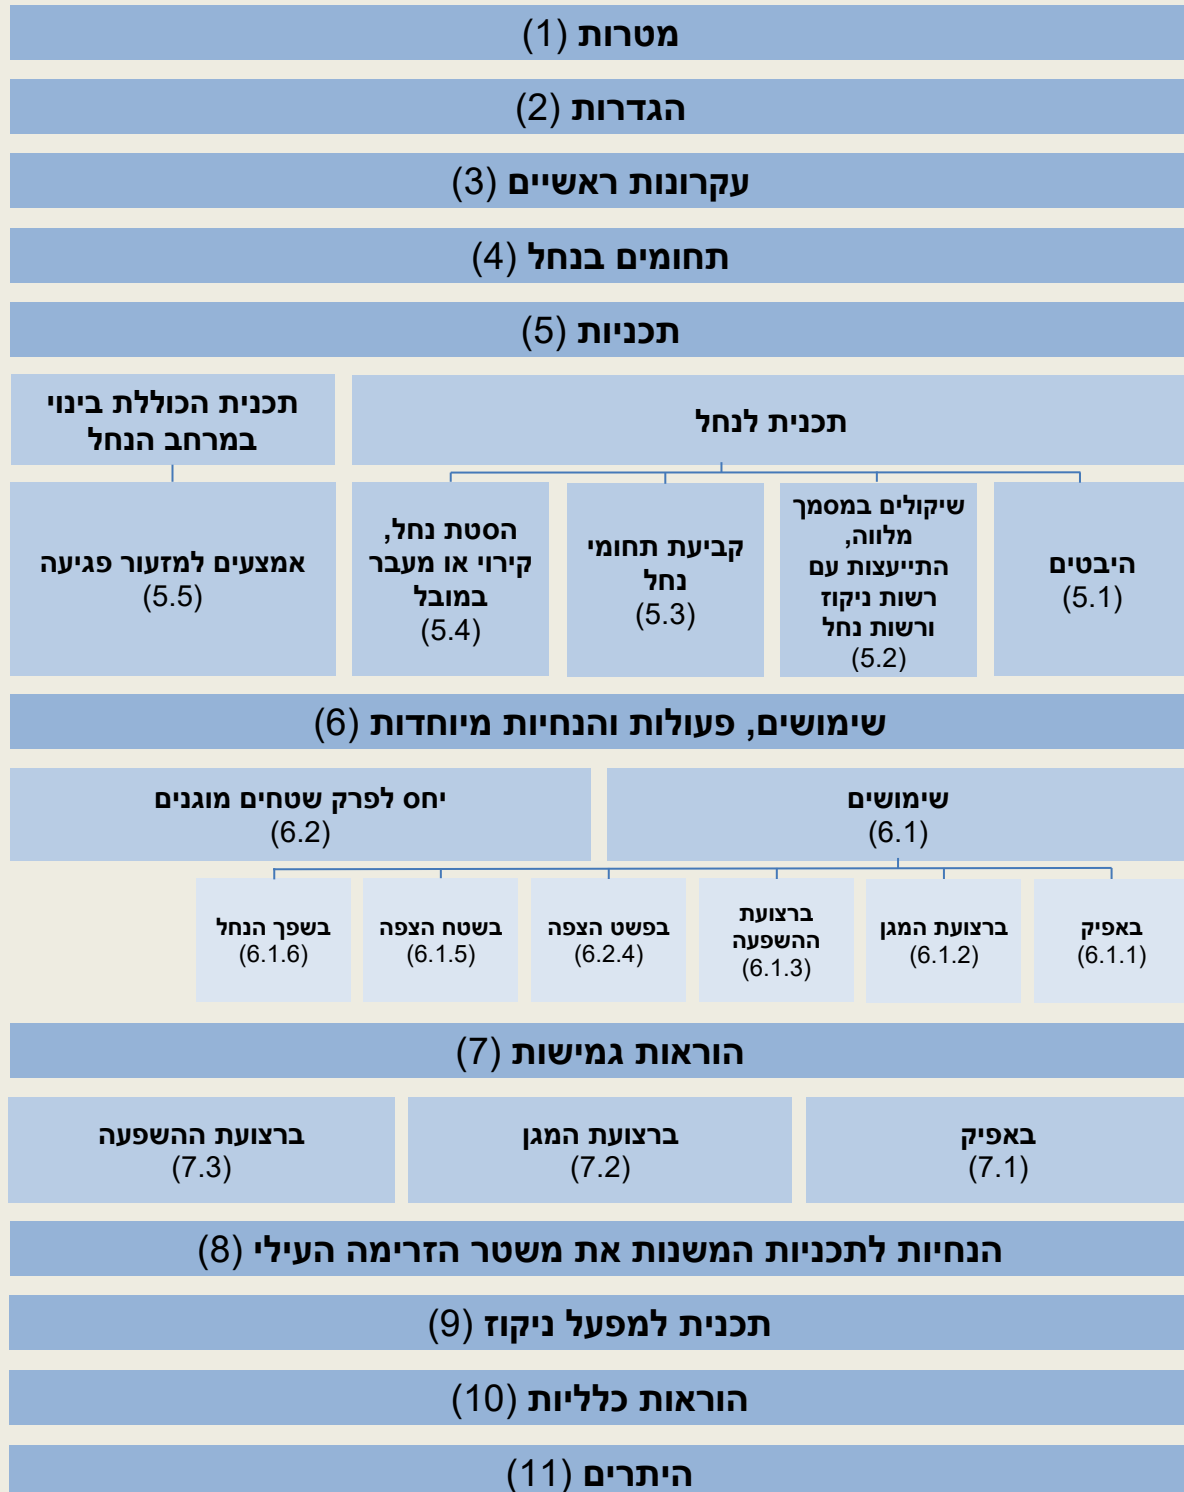 מטרות (1)
הגדרות (2)
עקרונות ראשיים (3)
תחומים בנחל (4)
תכניות (5)
תכנית לנחל
תכנית הכוללת בינוי
במרחב הנחל
היבטים
(5.1)
שיקולים במסמך
מלווה,
התייעצות עם
רשות ניקוז
ורשות נחל
(5.2)
קביעת תחומי
נחל
(5.3)
הסטת נחל,
קירוי או מעבר
במובל
(5.4)
אמצעים למזעור פגיעה
(5.5)
שימושים, פעולות והנחיות מיוחדות (6)
שימושים
(6.1)
יחס לפרק שטחים מוגנים
(6.2)
באפיק
(6.1.1)
ברצועת המגן
(6.1.2)
ברצועת
ההשפעה
(6.1.3)
בפשט הצפה
(6.2.4)
בשטח הצפה
(6.1.5)
בשפך הנחל
(6.1.6)
הוראות גמישות (7)
באפיק
(7.1)
ברצועת המגן
(7.2)
ברצועת ההשפעה
(7.3)
הנחיות לתכניות המשנות את משטר הזרימה העילי (8)
תכנית למפעל ניקוז (9)
הוראות כלליות (10)
היתרים (11)